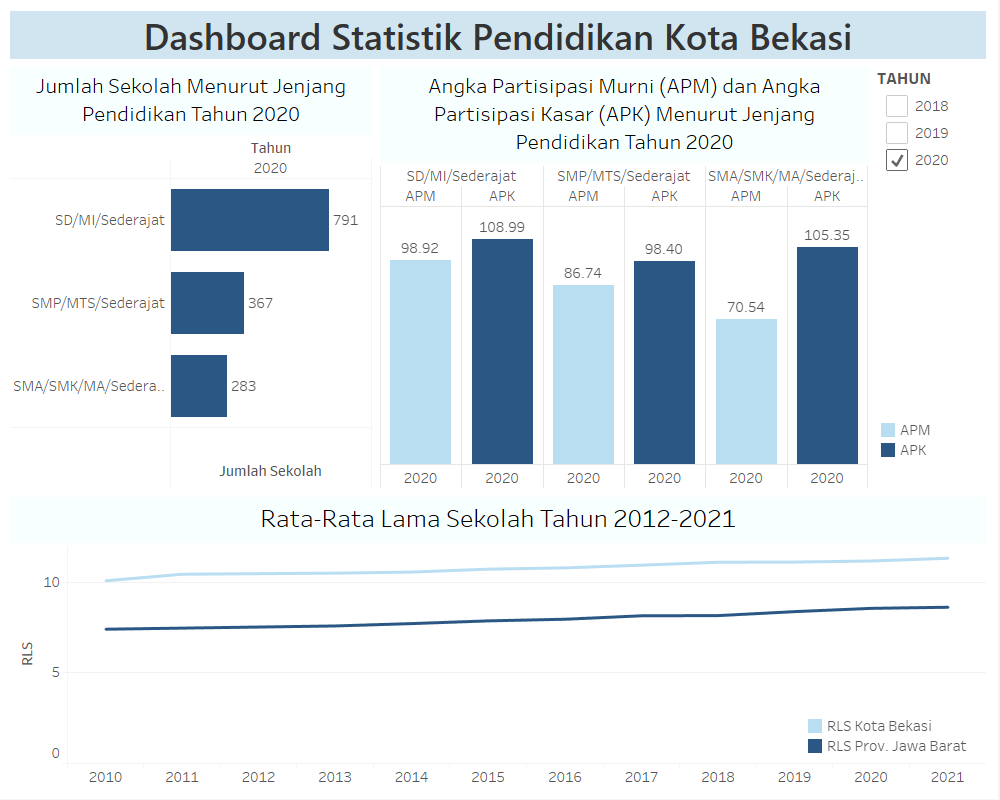 Dashboard Statistik Pendidikan Kota Bekasi
Jumlah Sekolah Menurut Jenjang
Pendidikan Tahun 2020
Tahun
2020
SD/MI/Sederajat 791
SMP/MTS/Sederajat 367
SMA/SMK/MA/Sedera.. 283
Jumlah Sekolah
Angka Partisipasi Murni (APM) dan Angka
Partisipasi Kasar (APK) Menurut Jenjang
Pendidikan Tahun 2020
SD/MI/Sederajat SMP/MTS/Sederajat SMA/SMK/MA/Sederaj..
APM APK APM APK APM APK
98.92 108.99 86.74 98.40 70.54 105.35
2020 2020 2020 2020 2020 2020
TAHUN
2018
2019
2020
APM
APK
Rata-Rata Lama Sekolah Tahun 2012-2021
RLS
10
5
0
RLS Kota Bekasi
RLS Prov. Jawa Barat
2010 2011 2012 2013 2014 2015 2016 2017 2018 2019 2020 2021